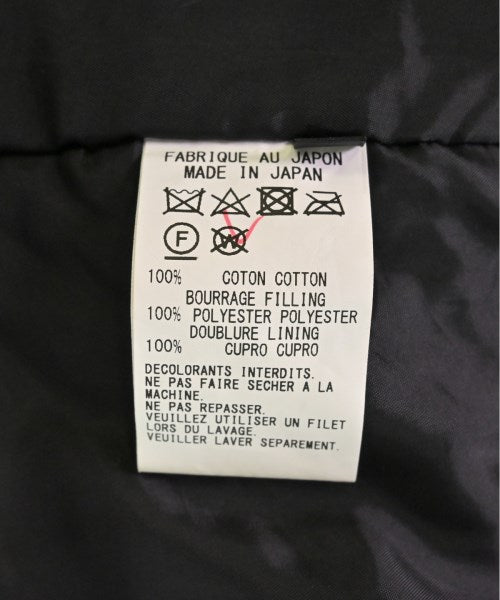 FABRIQUE AU JAPON
MADE IN JAPAN
F W
100% COTON COTTON
BOURRAGE FILLING
100% POLYESTER POLYESTER
DOUBLURE LINING
100% CUPRO CUPRO
DECOLORANTS INTERDITS.
NE PAS FAIRE SECHER A LA
MACHINE.
NE PAS REPASSER.
VEUILLEZ UTILISER UN FILET
LORS DU LAVAGE.
VEUILLER LAVER SEPAREMENT.